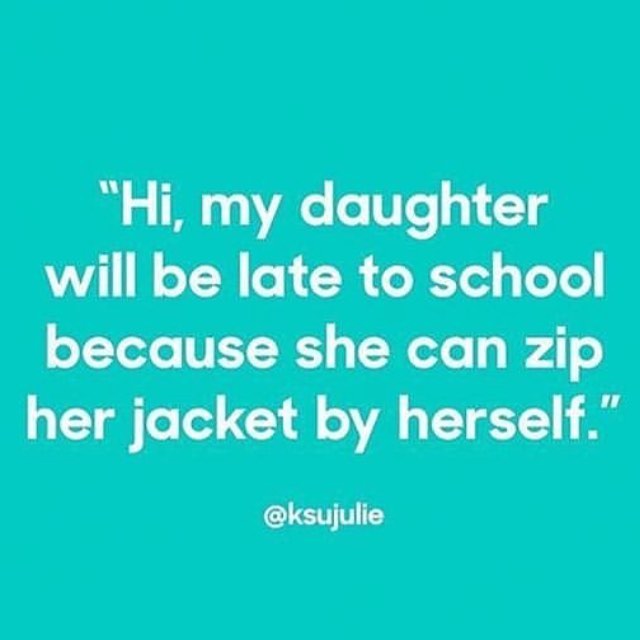 "Hi, my daughter
will be late to school
because she can zip
her jacket by herself."
@ksujulie